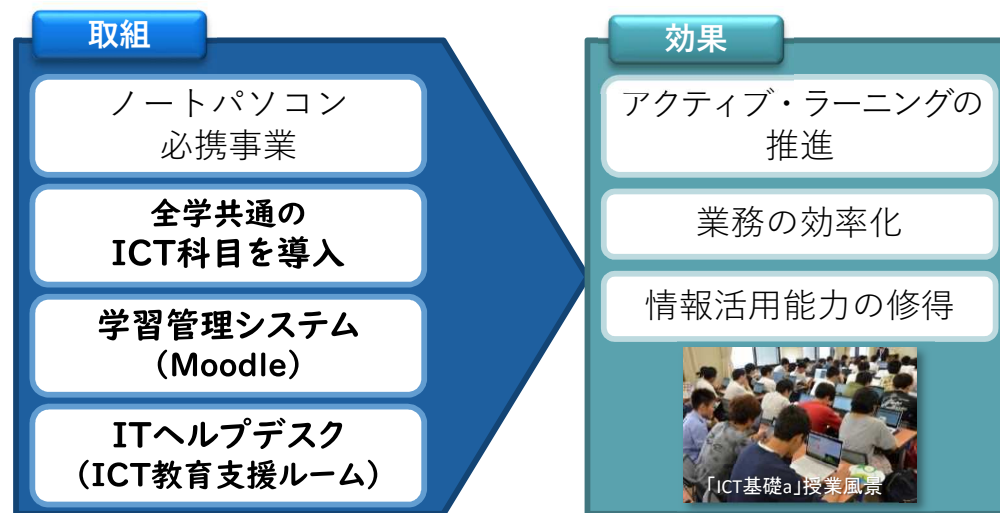 取組
ノートパソコン
必携事業
全学共通の
ICT科目を導入
学習管理システム
(Moodle)
ITヘルプデスク
(ICT教育支援ルーム)
効果
アクティブ・ラーニングの
推進
業務の効率化
情報活用能力の修得
「ICT基礎a」授業風景